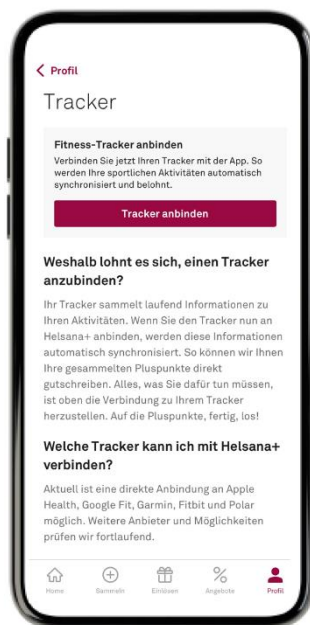 Profil
Tracker
Fitness-Tracker anbinden
Verbinden Sie jetzt Ihren Tracker mit der App. So
werden Ihre sportlichen Aktivitäten automatisch
synchronisiert und belohnt.
Tracker anbinden
Weshalb lohnt es sich, einen Tracker
anzubinden?
Ihr Tracker sammelt laufend Informationen zu
Ihren Aktivitäten. Wenn Sie den Tracker nun an
Helsana+ anbinden, werden diese Informationen
automatisch synchronisiert. So können wir Ihnen
Ihre gesammelten Pluspunkte direkt
gutschreiben. Alles, was Sie dafür tun müssen,
ist oben die Verbindung zu Ihrem Tracker
herzustellen. Auf die Pluspunkte, fertig, los!
Welche Tracker kann ich mit Helsana+
verbinden?
Aktuell ist eine direkte Anbindung an Apple
Health, Google Fit, Garmin, Fitbit und Polar
möglich. Weitere Anbieter und Möglichkeiten
prüfen wir fortlaufend.
Home Sammeln Einlösen Angebote Profil